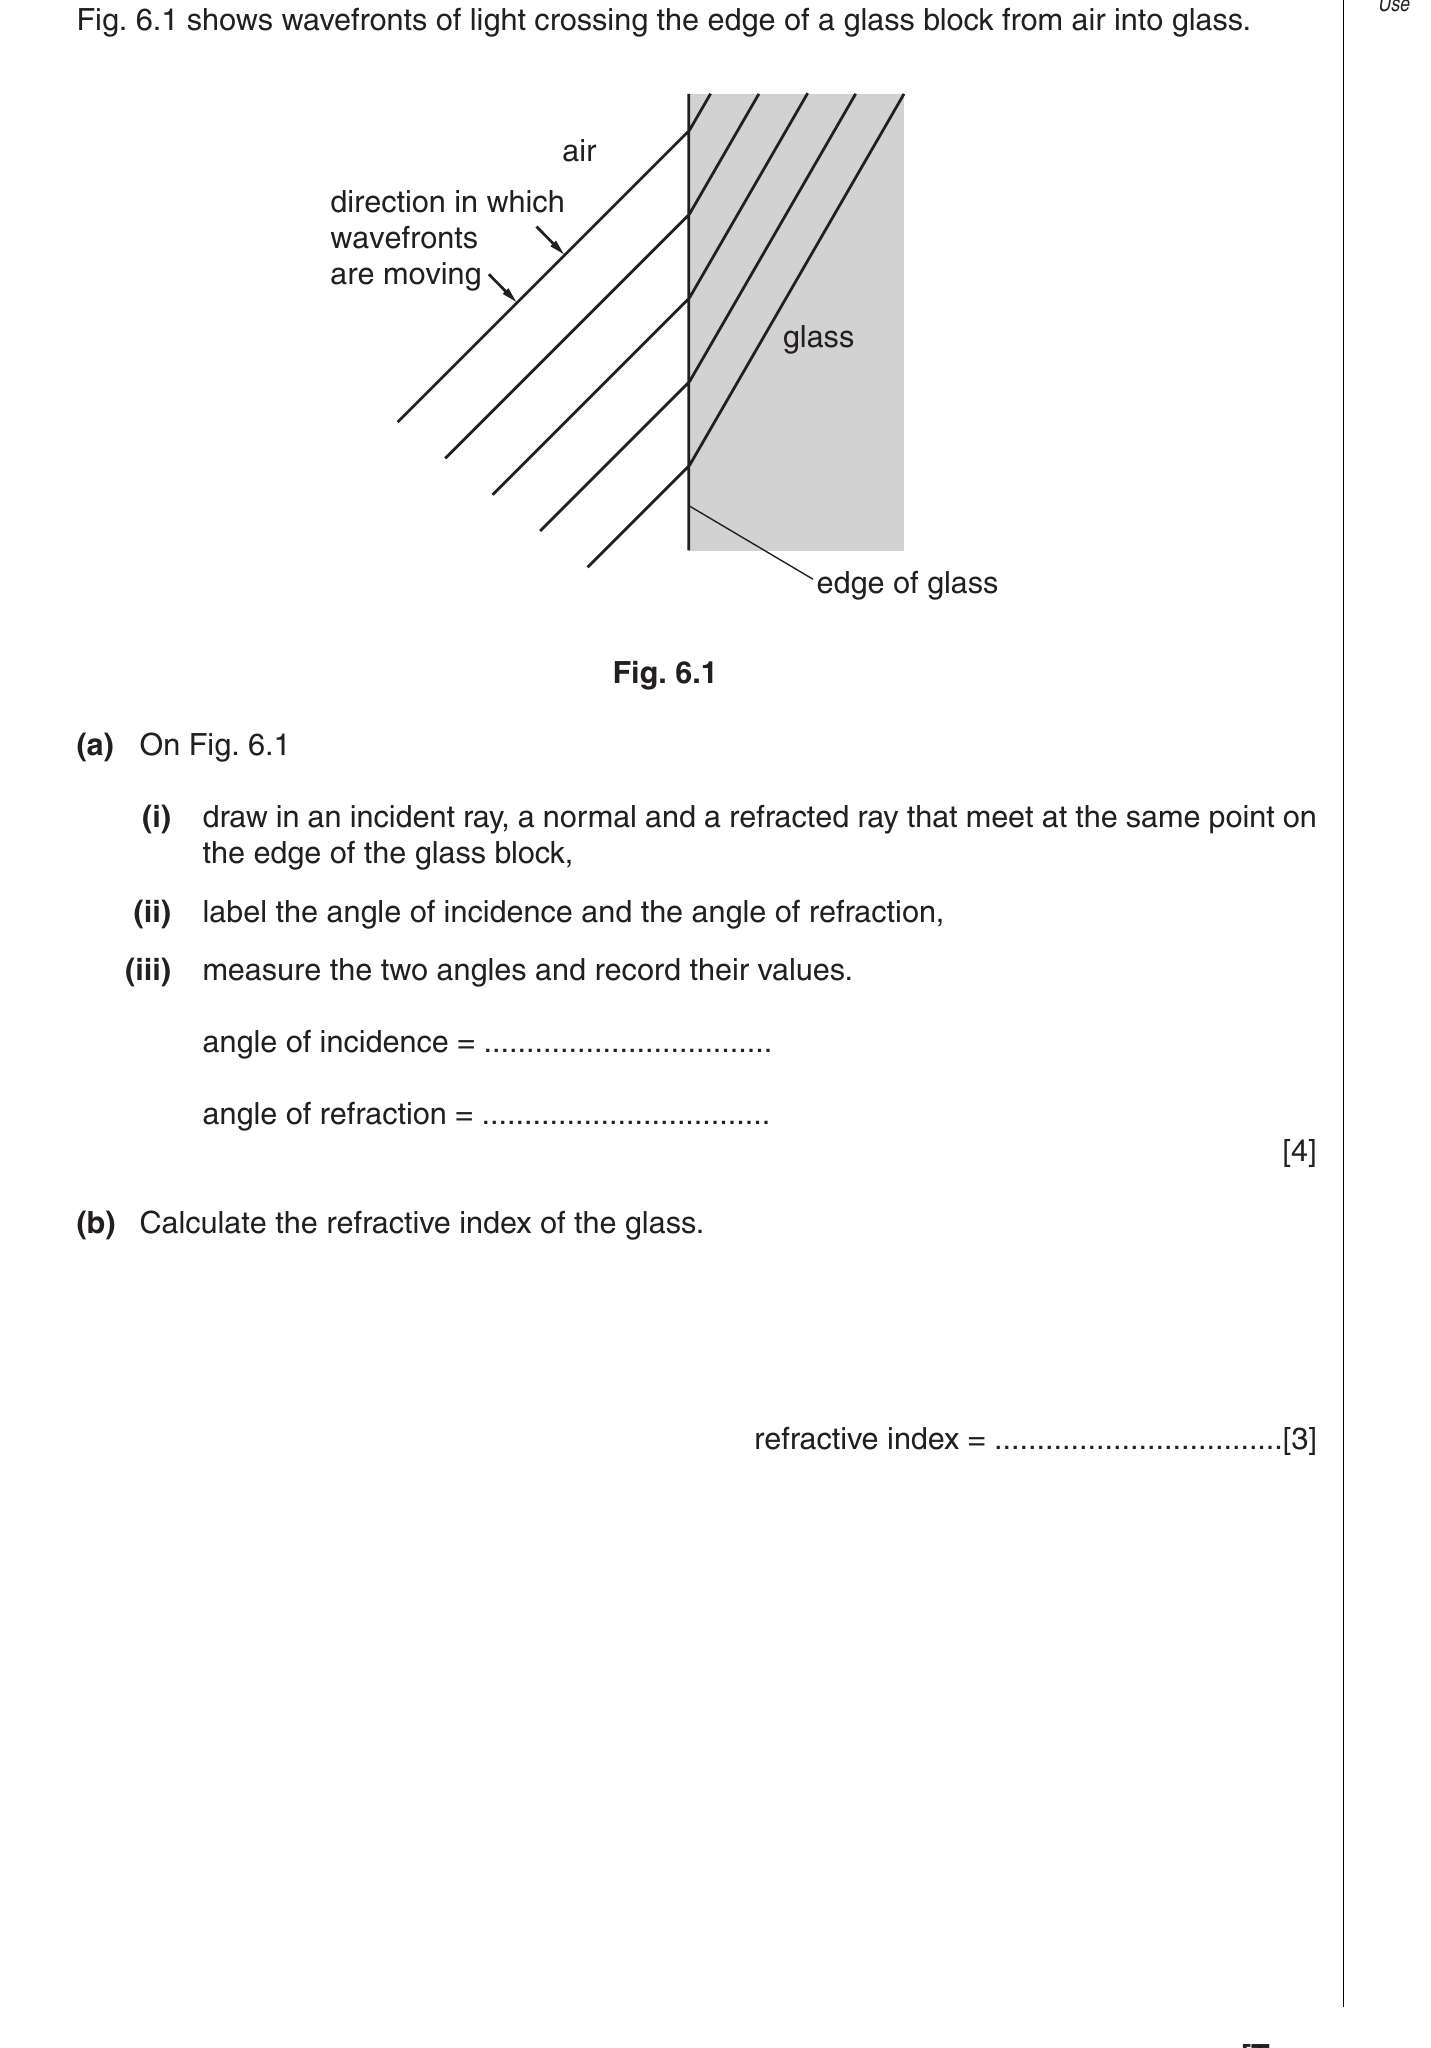 Use
Fig. 6.1 shows wavefronts of light crossing the edge of a glass block from air into glass.
air
direction in which
wavefronts
are moving
glass
edge of glass
Fig. 6.1
(a) On Fig. 6.1
(i) draw in an incident ray, a normal and a refracted ray that meet at the same point on
the edge of the glass block,
(ii) label the angle of incidence and the angle of refraction,
(iii) measure the two angles and record their values.
angle of incidence = ..................................
angle of refraction = ..................................
[4]
(b) Calculate the refractive index of the glass.
refractive index = ..................................[3]